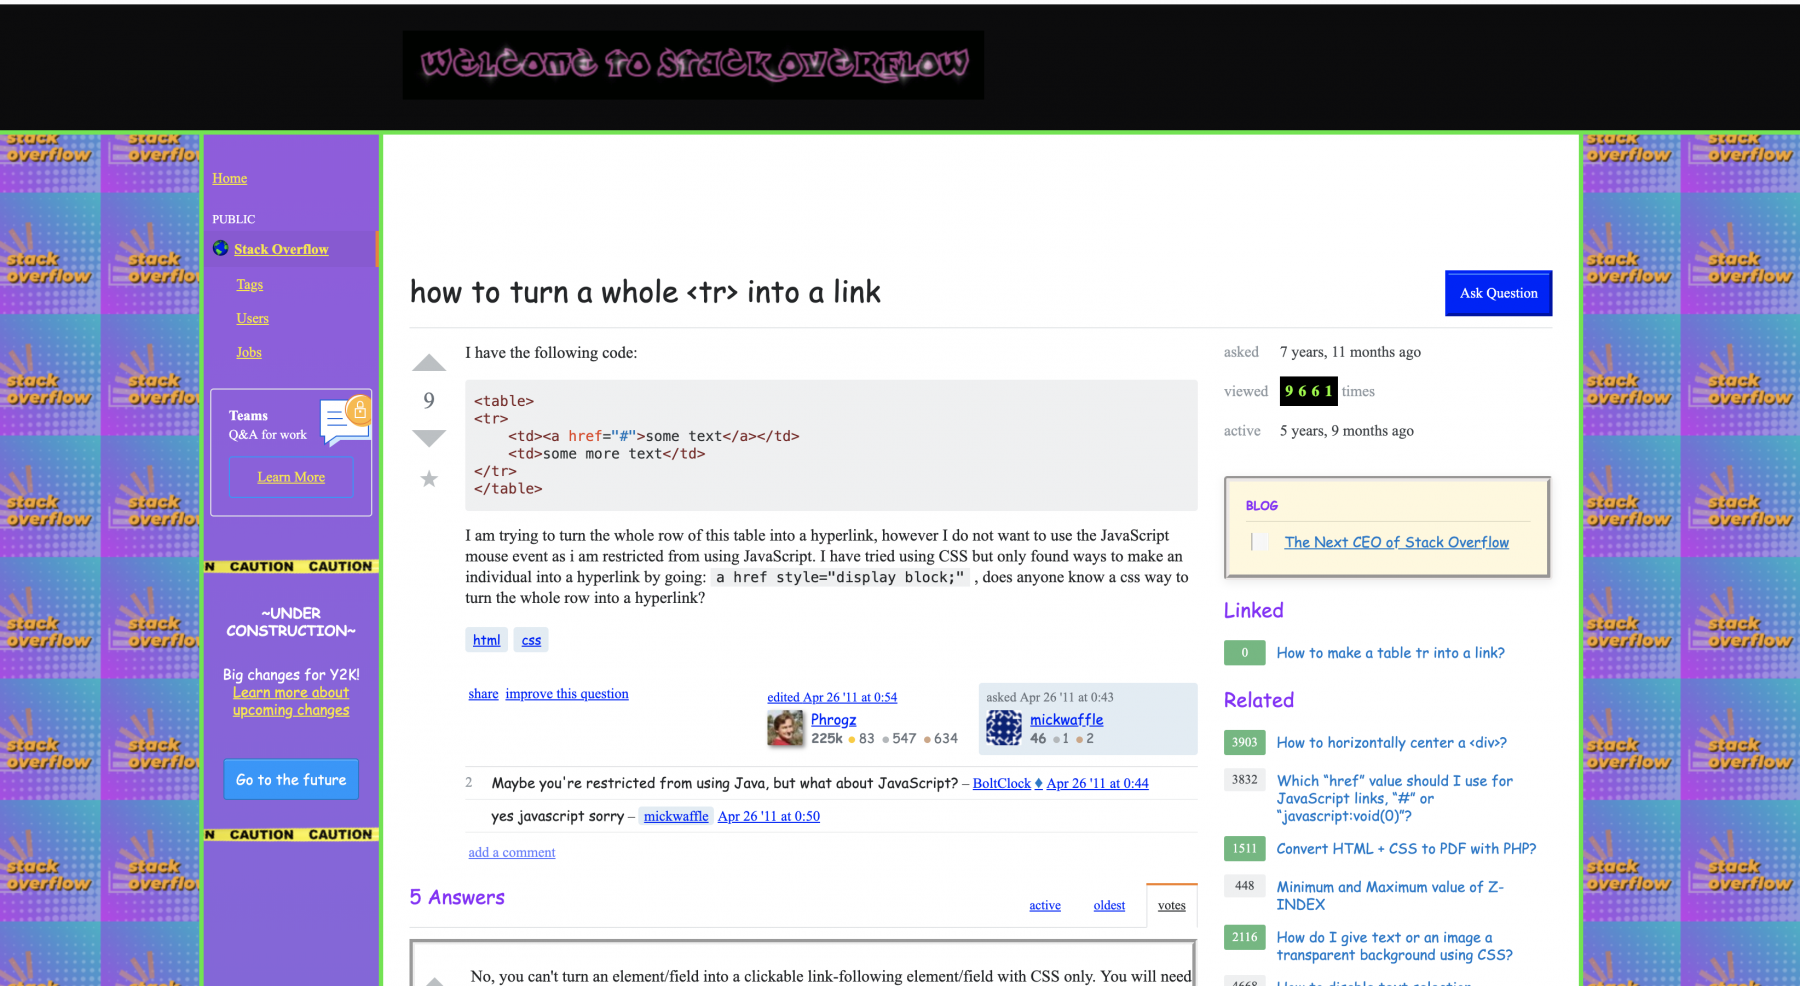 WELCOME TO STACK OVERFLOW
Home
PUBLIC
Stack Overflow
Tags
Users
Jobs
Teams
Q&A for work
Learn More
N CAUTION CAUTION
~UNDER
CONSTRUCTION~
Big changes for Y2K!
Learn more about
upcoming changes
Go to the future
N CAUTION CAUTION
how to turn a whole <tr> into a link
Ask Question
9
I have the following code:
<table>
<tr>
    <td><a href="#">some text</a></td>
    <td>some more text</td>
</tr>
</table>
I am trying to turn the whole row of this table into a hyperlink, however I do not want to use the JavaScript
mouse event as i am restricted from using JavaScript. I have tried using CSS but only found ways to make an
individual into a hyperlink by going: a href style="display block;" , does anyone know a css way to
turn the whole row into a hyperlink?
html css
share improve this question
edited Apr 26 '11 at 0:54
Phrogz
225k 83 547 634
asked Apr 26 '11 at 0:43
mickwaffle
46 1 2
2 Maybe you're restricted from using Java, but what about JavaScript? – BoltClock ♦ Apr 26 '11 at 0:44
yes javascript sorry – mickwaffle Apr 26 '11 at 0:50
add a comment
5 Answers
active oldest votes
No, you can't turn an element/field into a clickable link-following element/field with CSS only. You will need
asked 7 years, 11 months ago
viewed 9661 times
active 5 years, 9 months ago
BLOG
The Next CEO of Stack Overflow
Linked
0 How to make a table tr into a link?
Related
3903 How to horizontally center a <div>?
3832 Which “href” value should I use for
JavaScript links, “#” or
“javascript:void(0)”?
1511 Convert HTML + CSS to PDF with PHP?
448 Minimum and Maximum value of Z-
INDEX
2116 How do I give text or an image a
transparent background using CSS?
4668 How to disable text selection
stack
overflow